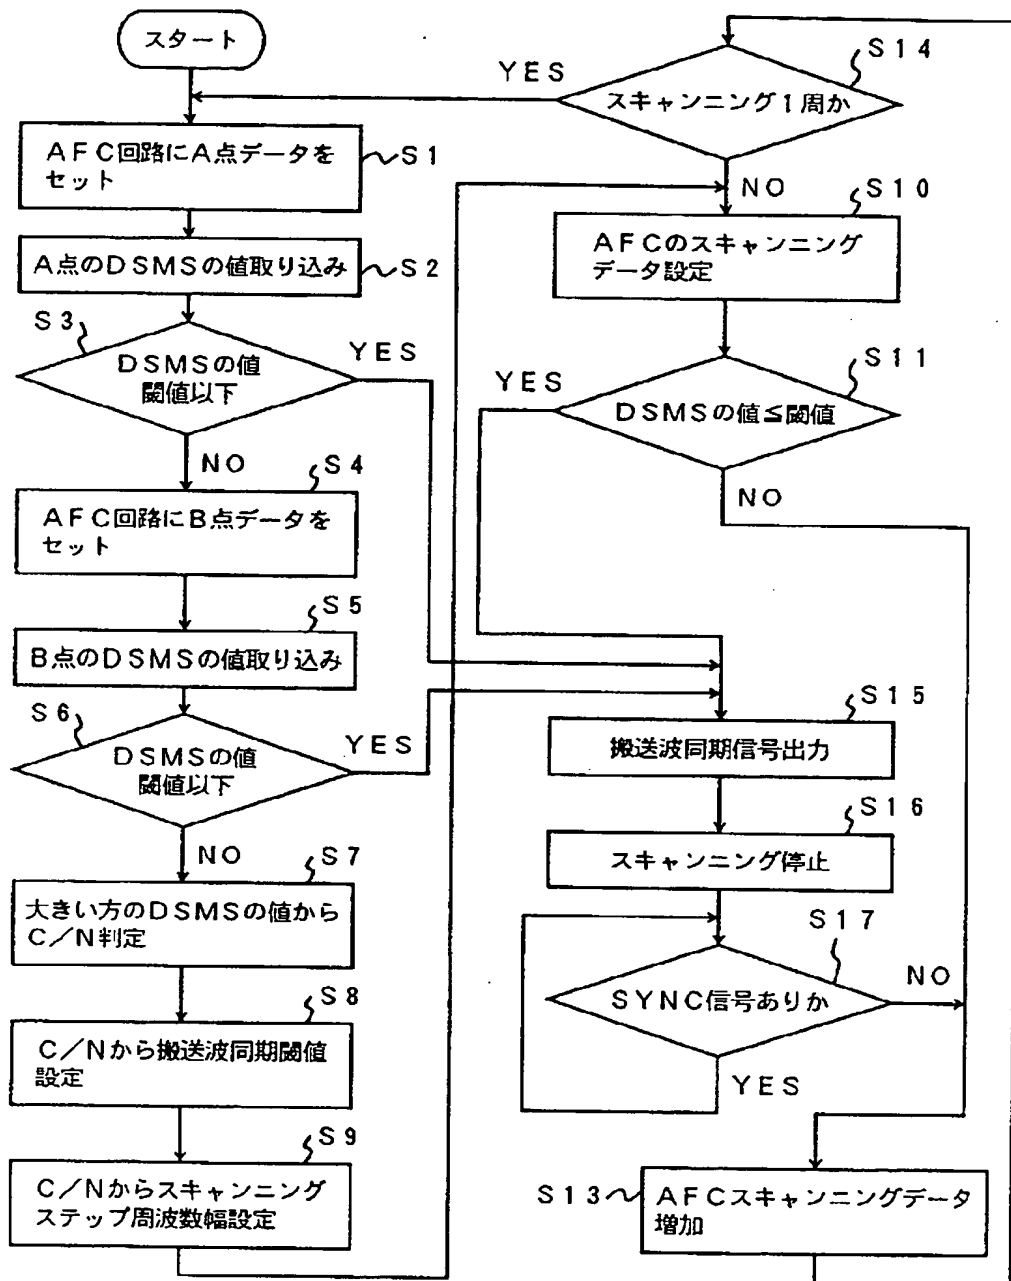 スタート
AFC回路にA点データを
セット
S1
A点のDSMSの値取り込み
S2
S3
DSMSの値
閾値以下
YES
NO
S4
AFC回路にB点データを
セット
S5
B点のDSMSの値取り込み
S6
DSMSの値
閾値以下
YES
NO
S7
大きい方のDSMSの値から
C/N判定
S8
C/Nから搬送波同期閾値
設定
S9
C/Nからスキャンニング
ステップ周波数幅設定
S14
YES
スキャンニング1周か
NO
S10
AFCのスキャンニング
データ設定
S11
YES
DSMSの値≦閾値
NO
S15
搬送波同期信号出力
S16
スキャンニング停止
S17
SYNC信号ありか
NO
YES
S13
AFCスキャンニングデータ
増加